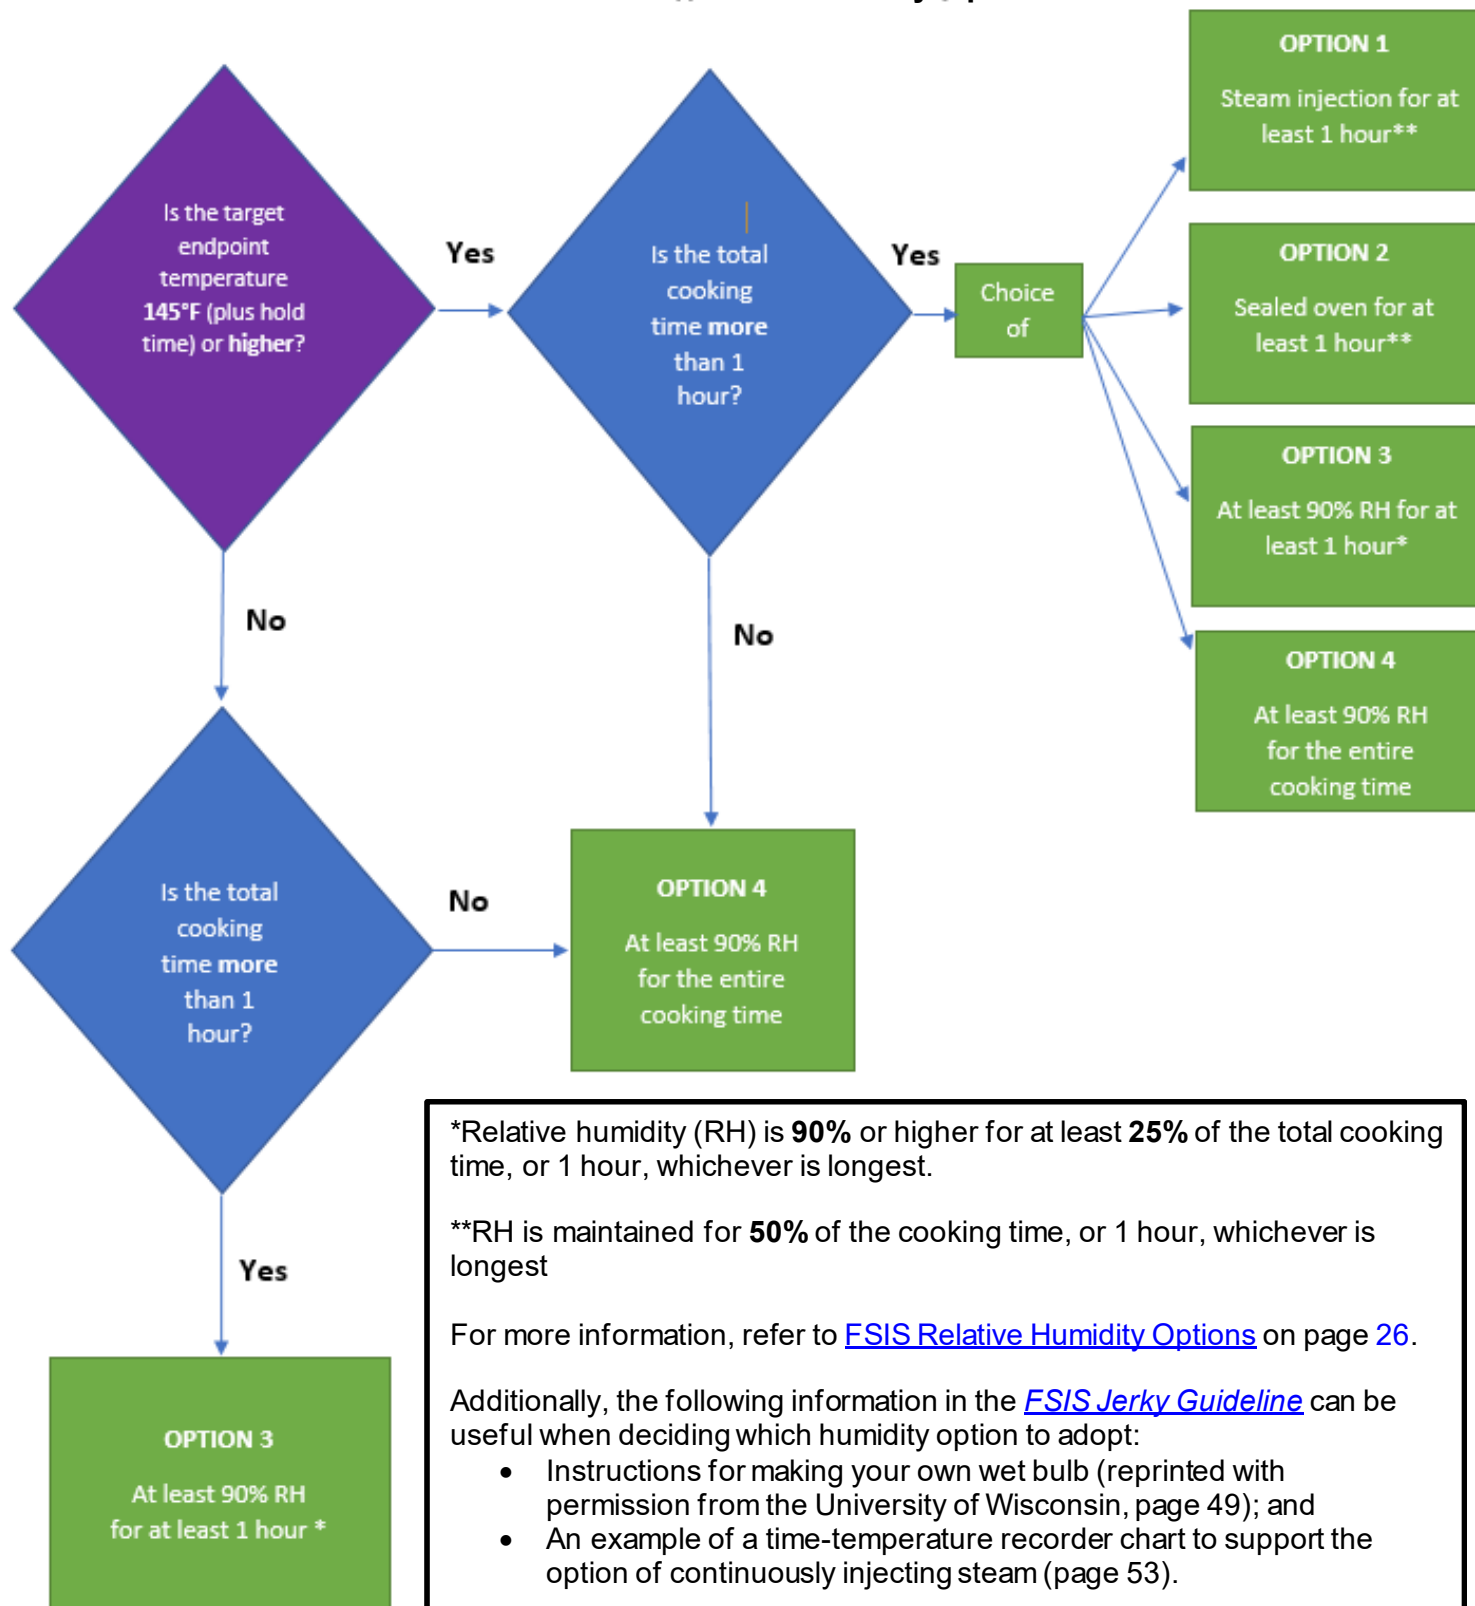 OPTION 1
Steam injection for at
least 1 hour**
Is the target
endpoint
temperature
145°F (plus hold
time) or higher?
Yes
Is the total
cooking
time more
than 1
hour?
Yes
Choice
of
OPTION 2
Sealed oven for at
least 1 hour**
OPTION 3
At least 90% RH for at
least 1 hour*
OPTION 4
At least 90% RH
for the entire
cooking time
No
No
Is the total
cooking
time more
than 1
hour?
No
OPTION 4
At least 90% RH
for the entire
cooking time
Yes
OPTION 3
At least 90% RH
for at least 1 hour *
*Relative humidity (RH) is 90% or higher for at least 25% of the total cooking
time, or 1 hour, whichever is longest.
**RH is maintained for 50% of the cooking time, or 1 hour, whichever is
longest
For more information, refer to FSIS Relative Humidity Options on page 26.
Additionally, the following information in the FSIS Jerky Guideline can be
useful when deciding which humidity option to adopt:
• Instructions for making your own wet bulb (reprinted with
permission from the University of Wisconsin, page 49); and
• An example of a time-temperature recorder chart to support the
option of continuously injecting steam (page 53).